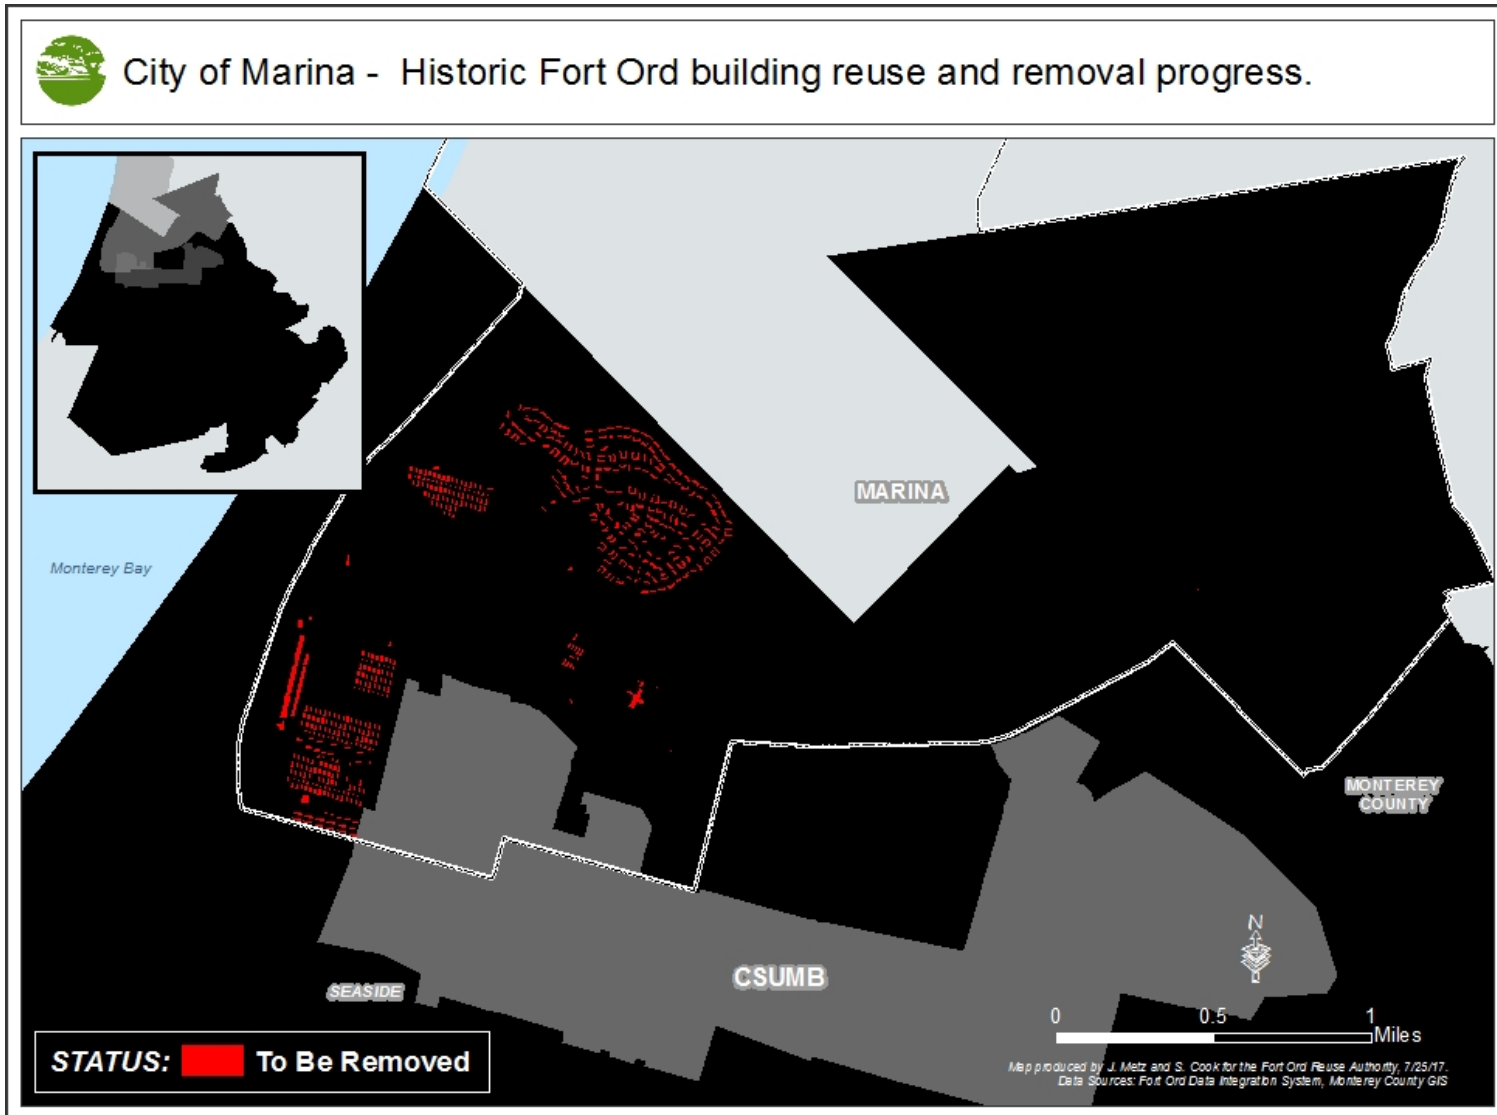 City of Marina -  Historic Fort Ord building reuse and removal progress.
MARINA
Monterey Bay
MONTEREY
COUNTY
N
CSUMB
SEASIDE
0 0.5 1
Miles
STATUS: To Be Removed
Map produced by J. Metz and S. Cook for the Fort Ord Reuse Authority, 7/25/17.
Data Sources: Fort Ord Data Integration System, Monterey County GIS